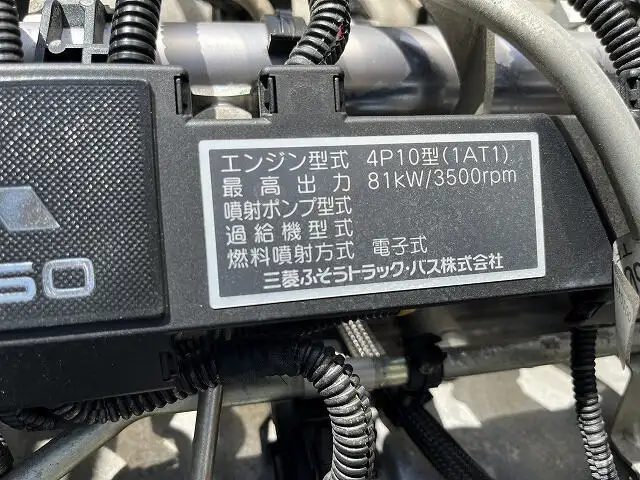 エンジン型式 4P10型(1AT1)
最高出力 81kW/3500rpm
噴射ポンプ型式
過給機型式
燃料噴射方式 電子式
三菱ふそうトラック・バス株式会社